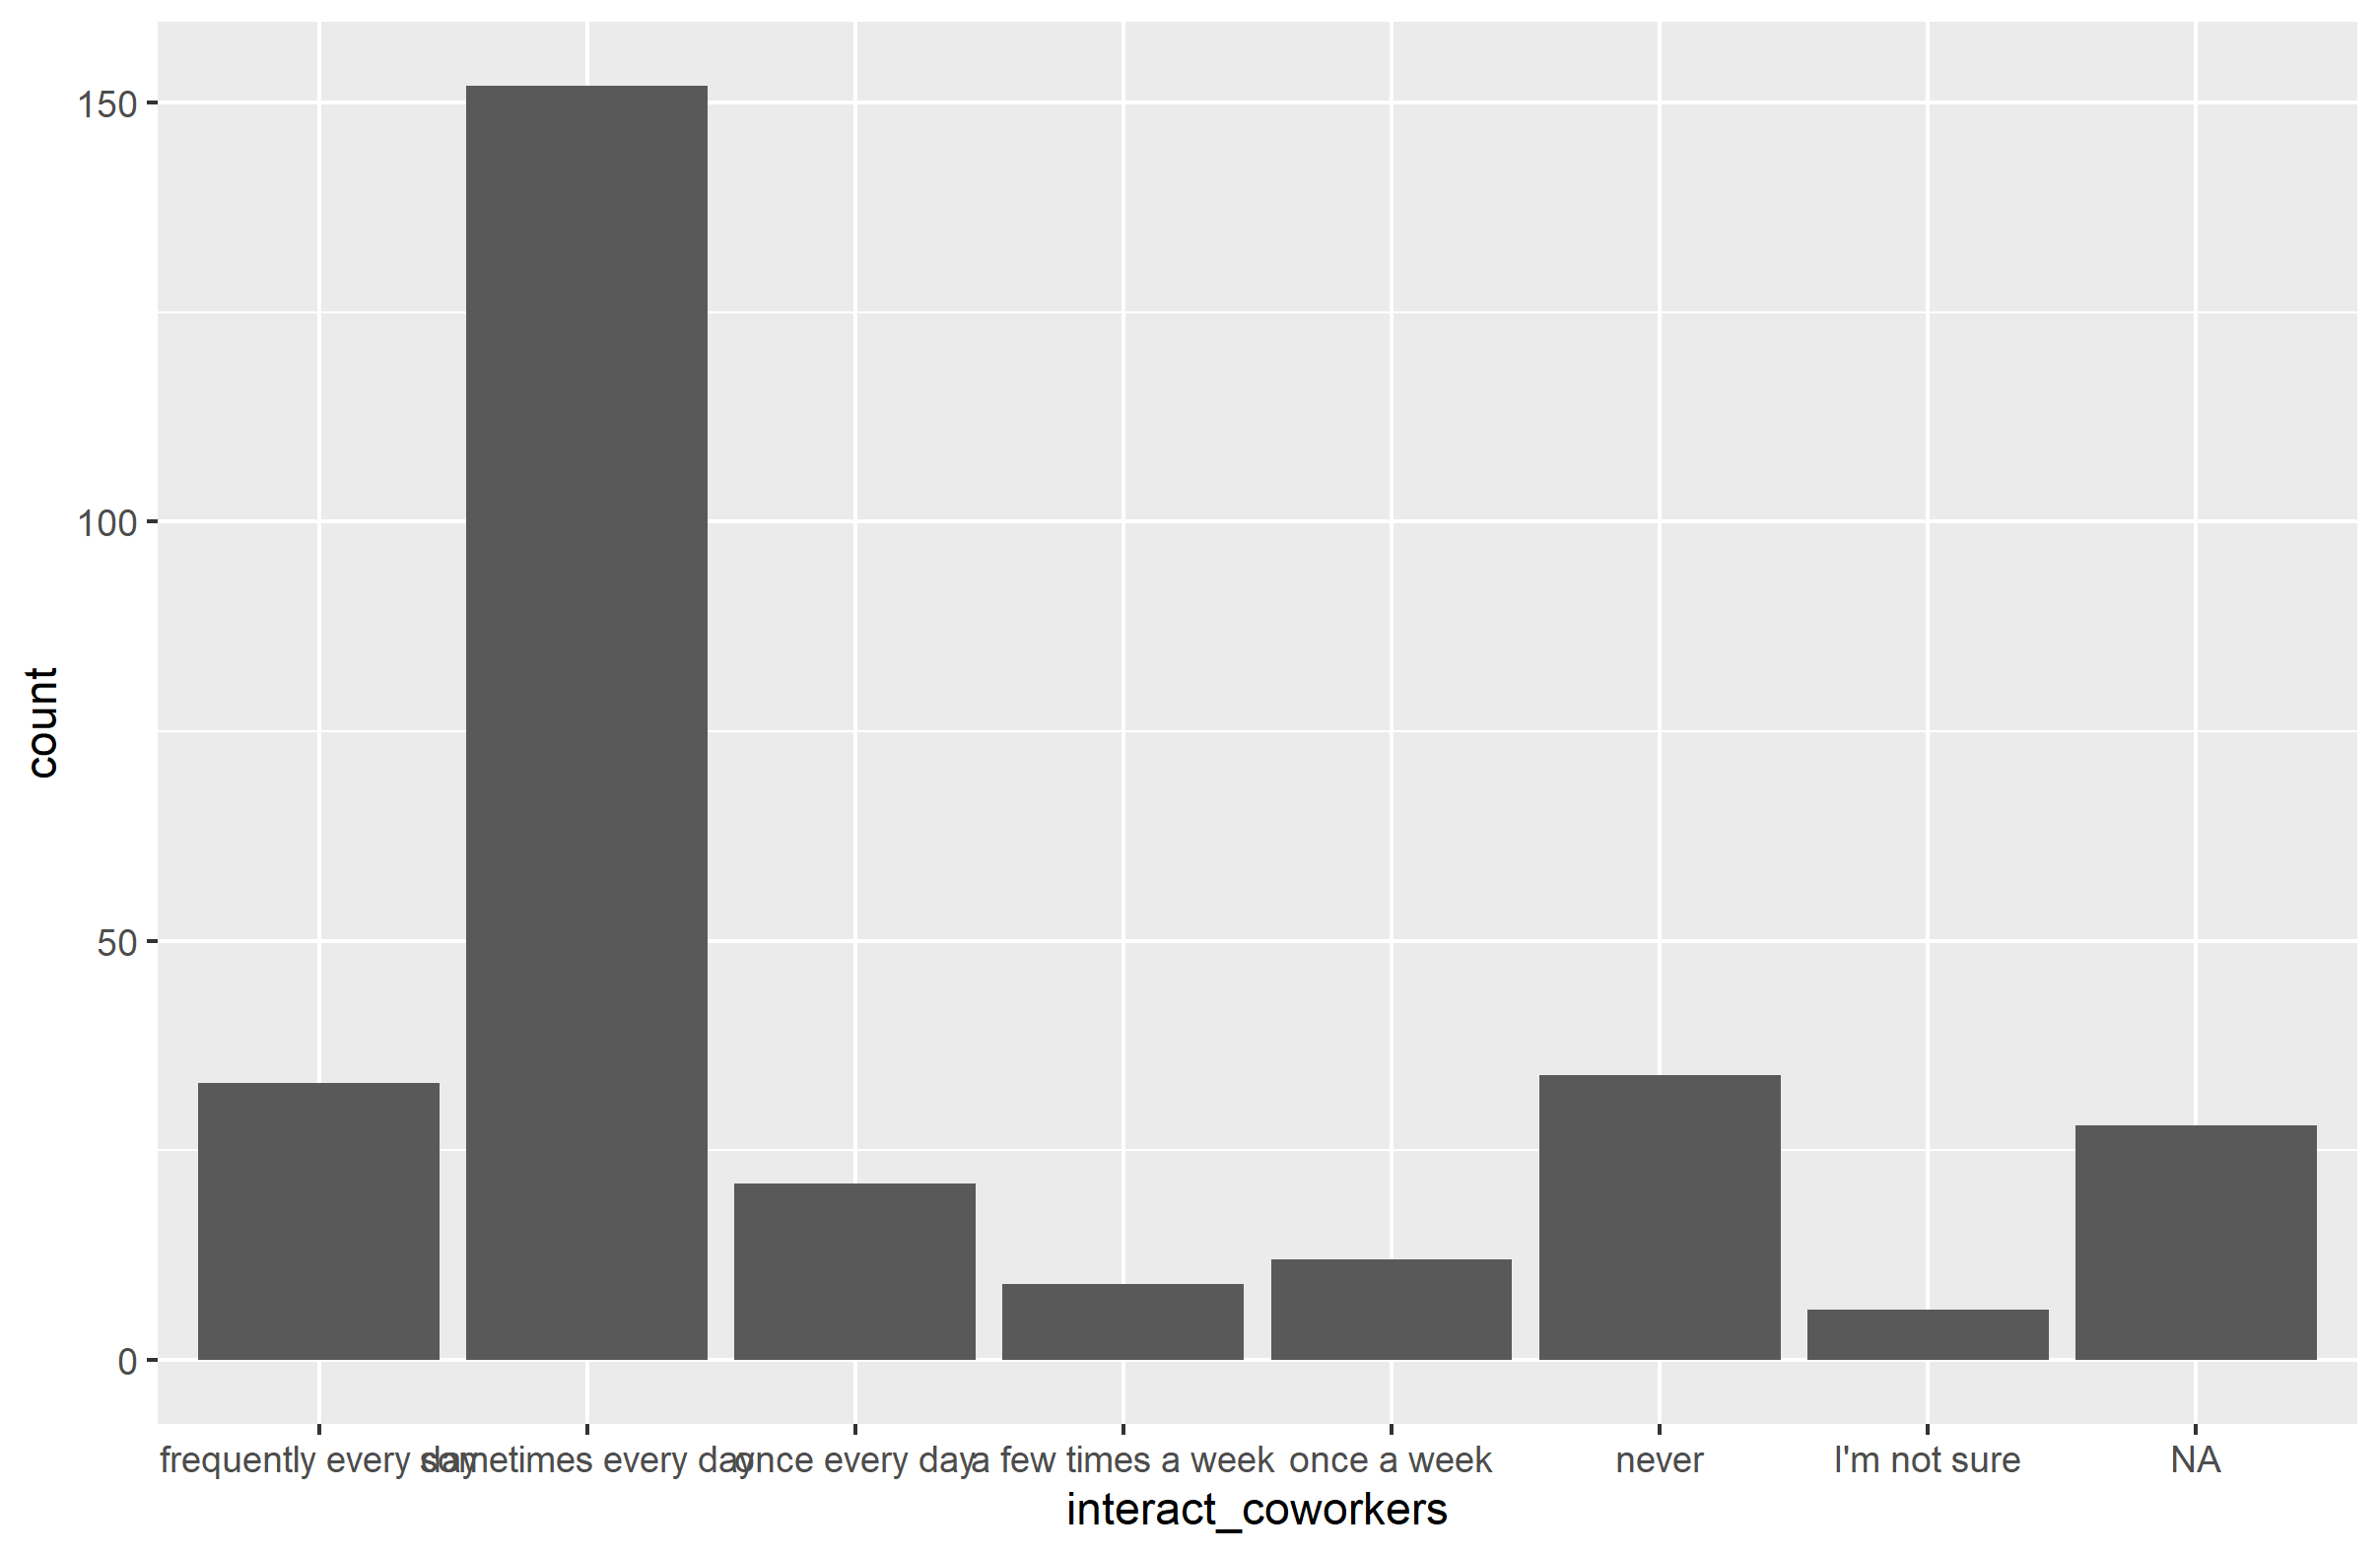 150
100
50
0
count
frequently every day
sometimes every day
once every day
a few times a week
once a week
never
I'm not sure
NA
interact_coworkers